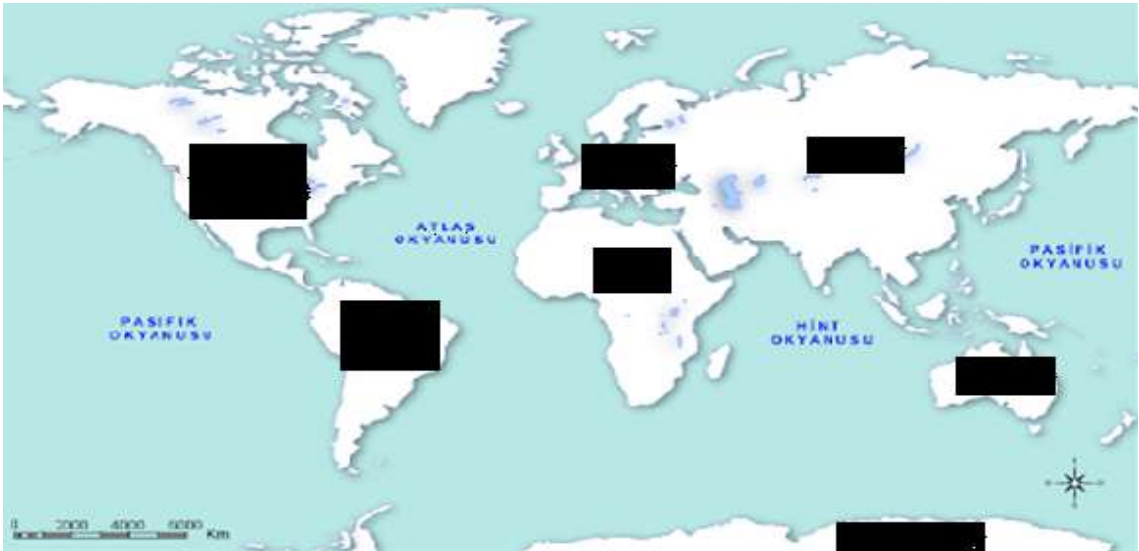 ATLAS
OKYANUSU
PASİFİK
OKYANUSU
PASİFİK
OKYANUSU
HİNT
OKYANUSU
0 2000 4000 6000
Km